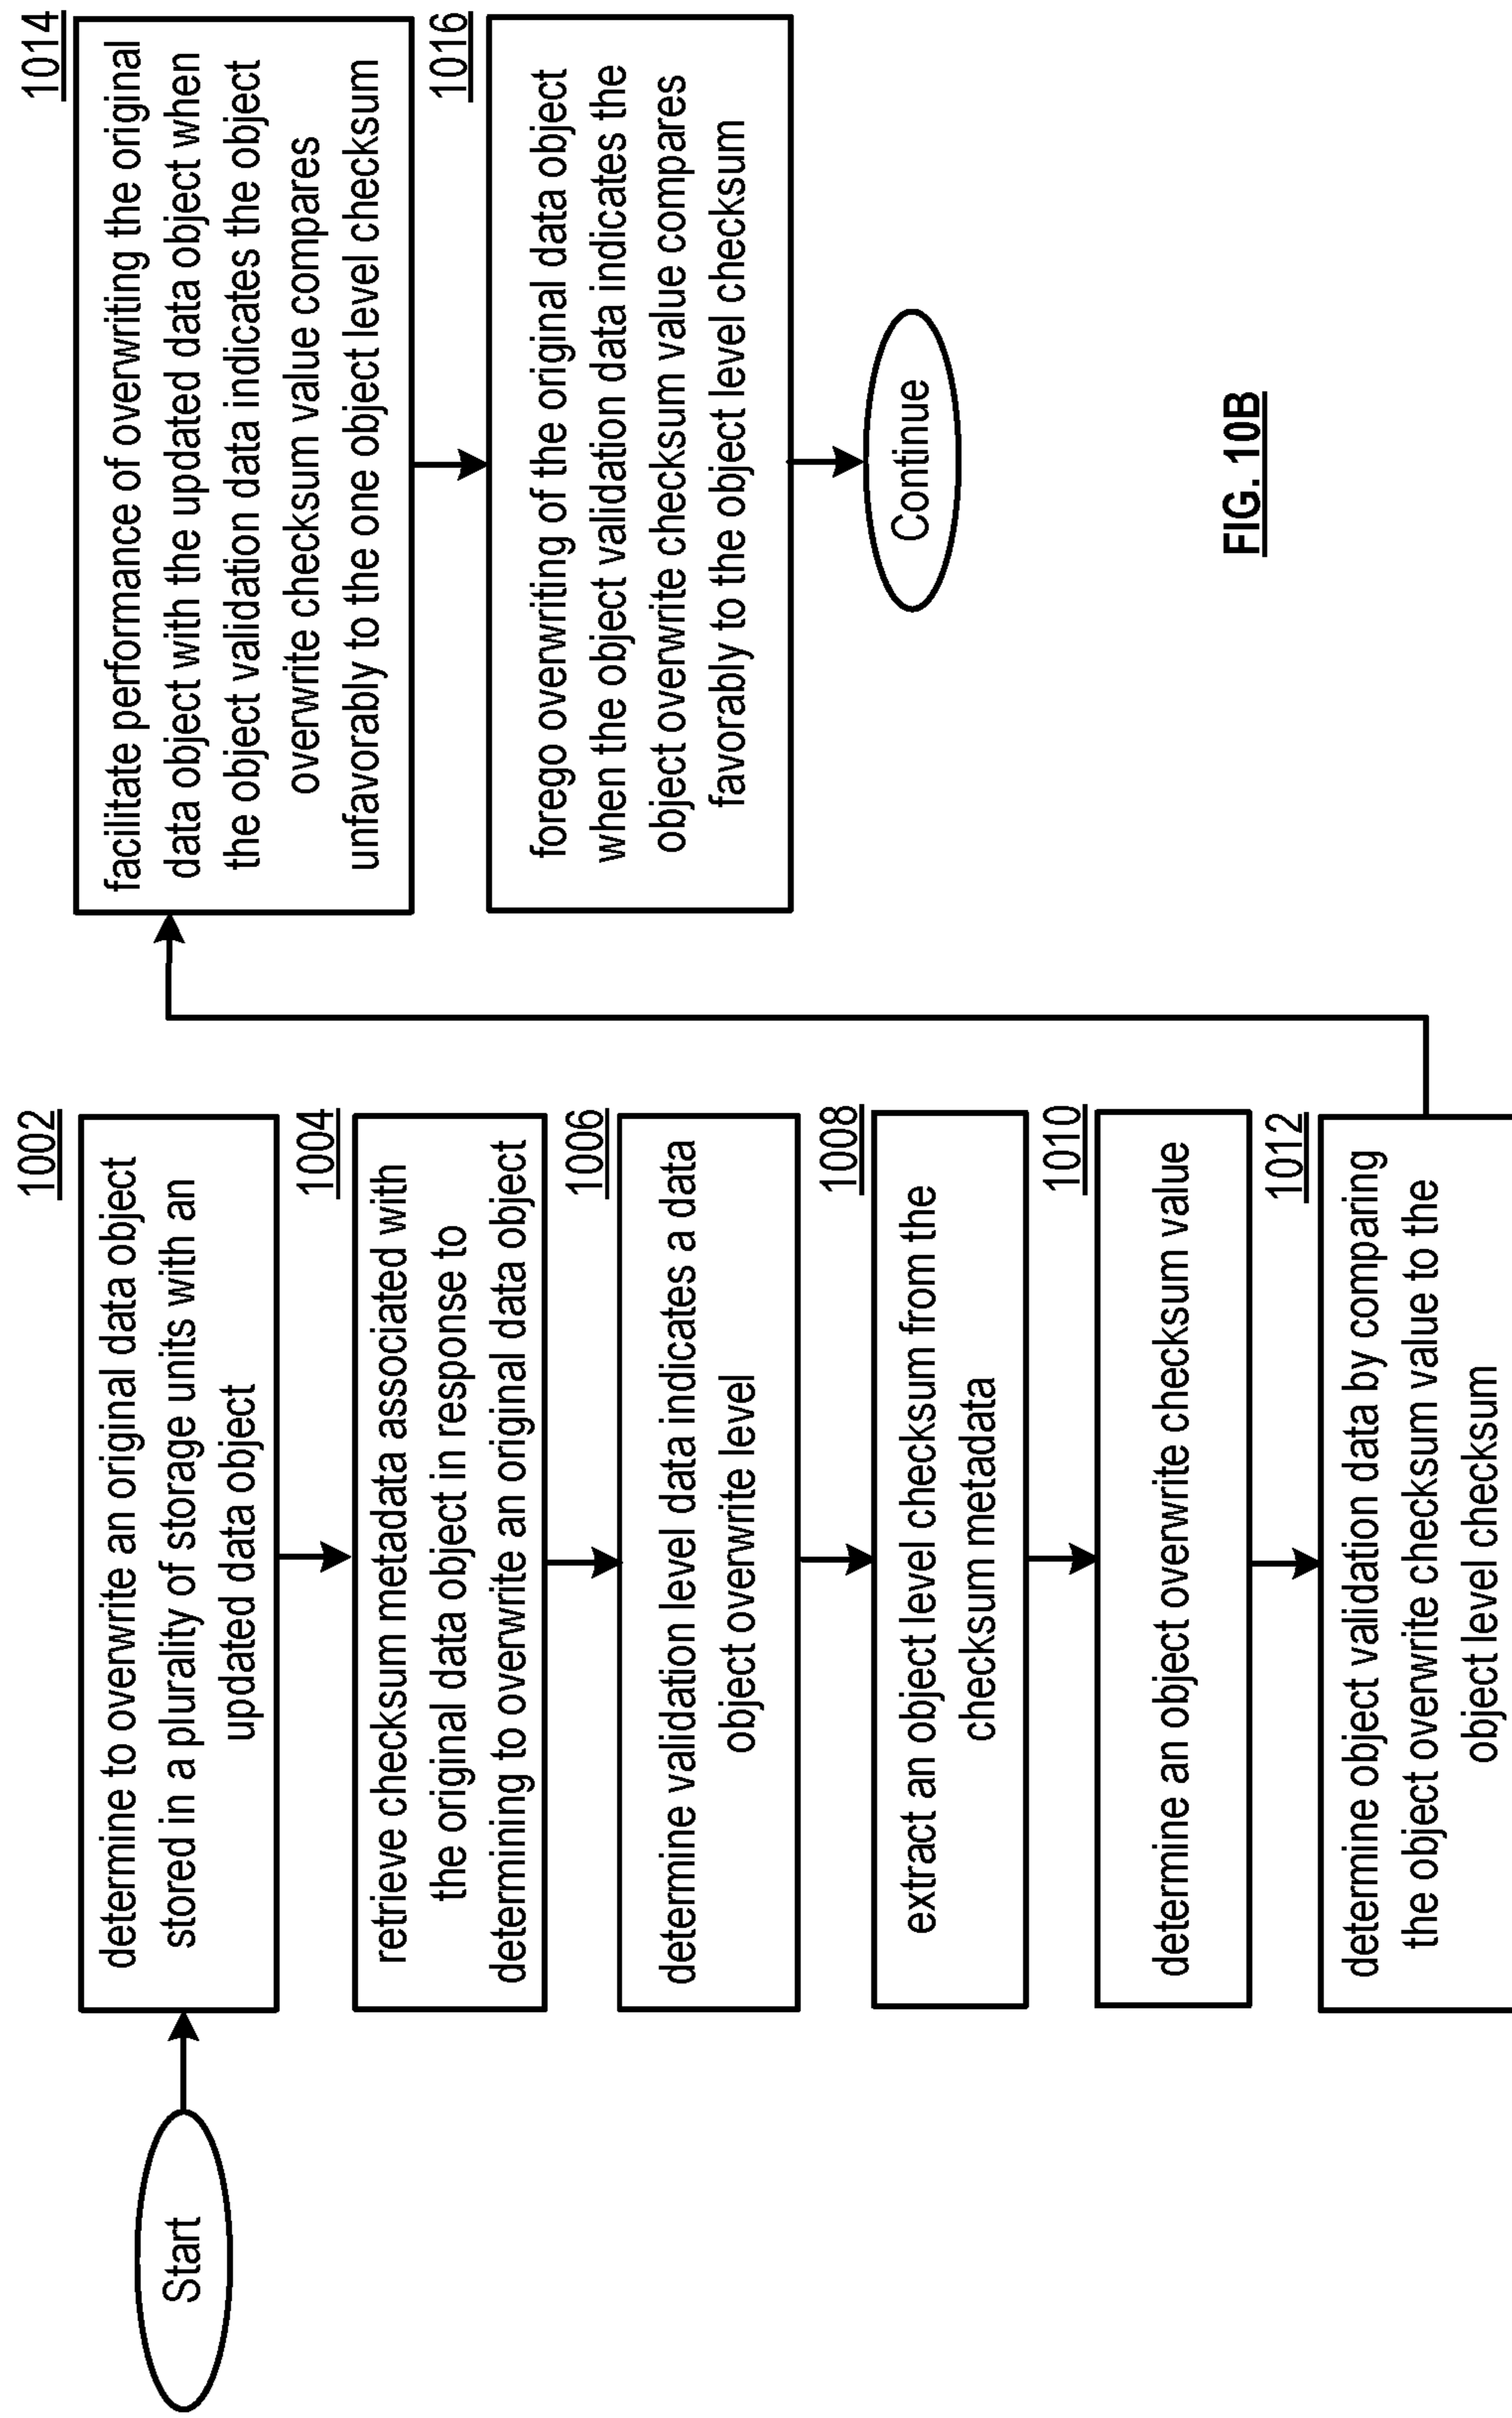 Start
1002
determine to overwrite an original data object
stored in a plurality of storage units with an
updated data object
1004
retrieve checksum metadata associated with
the original data object in response to
determining to overwrite an original data object
1006
determine validation level data indicates a data
object overwrite level
1008
extract an object level checksum from the
checksum metadata
1010
determine an object overwrite checksum value
1012
determine object validation data by comparing
the object overwrite checksum value to the
object level checksum
1014
facilitate performance of overwriting the original
data object with the updated data object when
the object validation data indicates the object
overwrite checksum value compares
unfavorably to the one object level checksum
1016
forego overwriting of the original data object
when the object validation data indicates the
object overwrite checksum value compares
favorably to the object level checksum
Continue
FIG. 10B